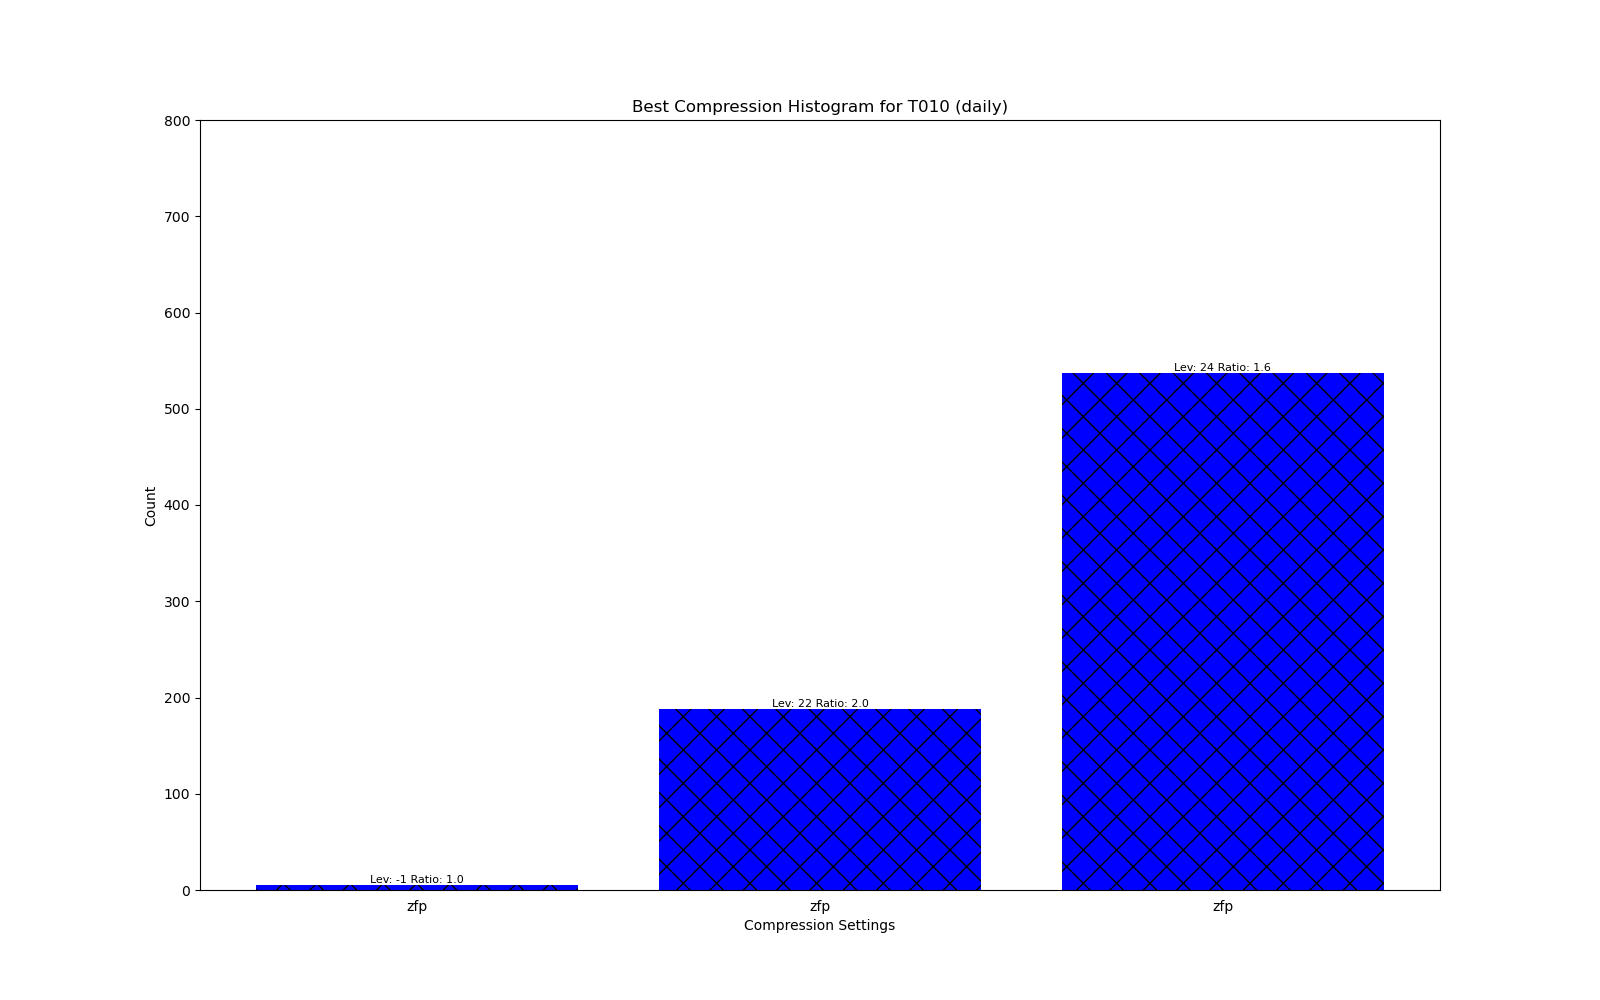 Best Compression Histogram for T010 (daily)
800
700
600
500
400
300
200
100
0
Count
Lev: -1 Ratio: 1.0
Lev: 22 Ratio: 2.0
Lev: 24 Ratio: 1.6
zfp
zfp
zfp
Compression Settings